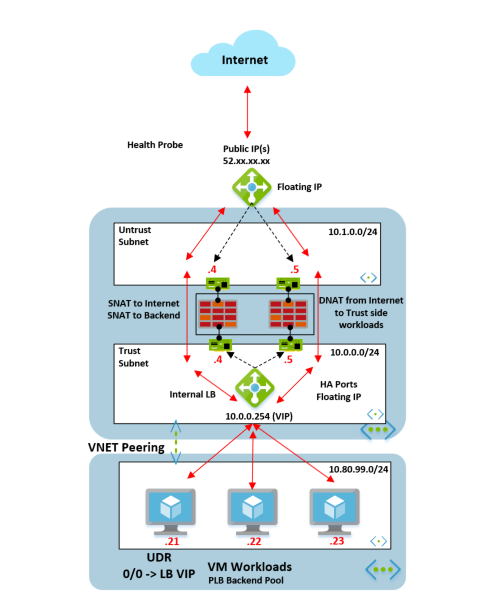 Internet
Health Probe
Public IP(s)
52.xx.xx.xx
Floating IP
Untrust
Subnet
10.1.0.0/24
.4
.5
SNAT to Internet
SNAT to Backend
DNAT from Internet
to Trust side
workloads
Trust
Subnet
10.0.0.0/24
.4
.5
Internal LB
HA Ports
Floating IP
10.0.0.254 (VIP)
VNET Peering
10.80.99.0/24
.21
.22
.23
UDR
0/0 -> LB VIP
VM Workloads
PLB Backend Pool